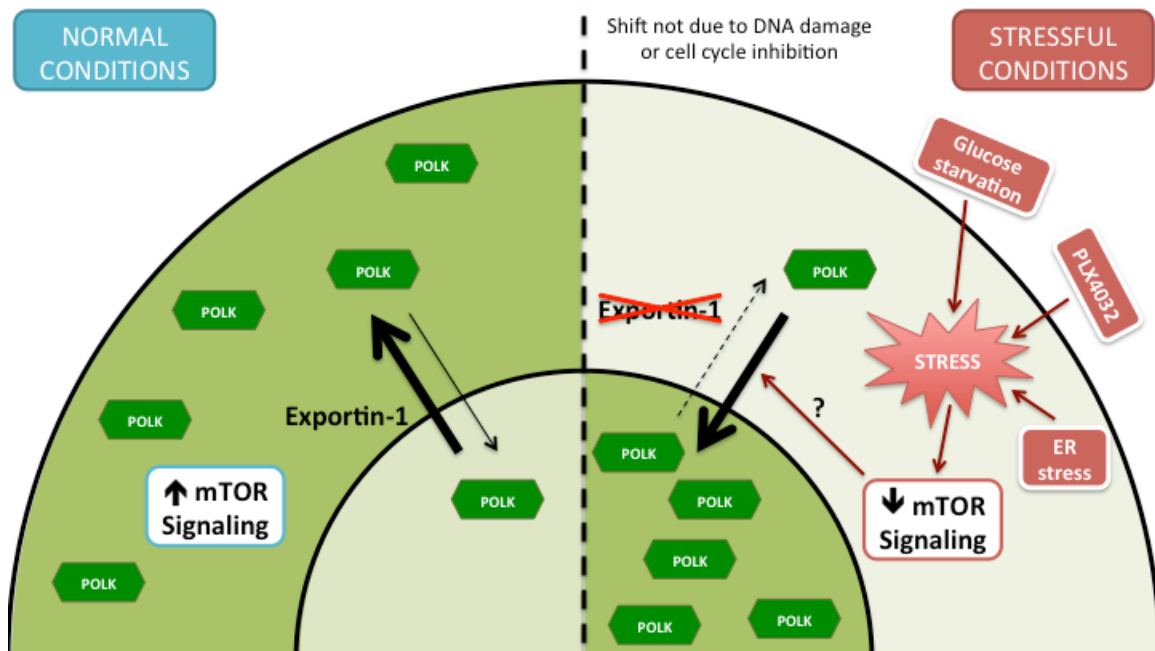 NORMAL
CONDITIONS
Shift not due to DNA damage
or cell cycle inhibition
STRESSFUL
CONDITIONS
POLK
POLK
POLK
POLK
POLK
Exportin-1
POLK
🡅 mTOR
Signaling
Exportin-1
POLK
POLK
POLK
POLK
POLK
POLK
?
Glucose
starvation
PLX4032
STRESS
ER
stress
🡇 mTOR
Signaling